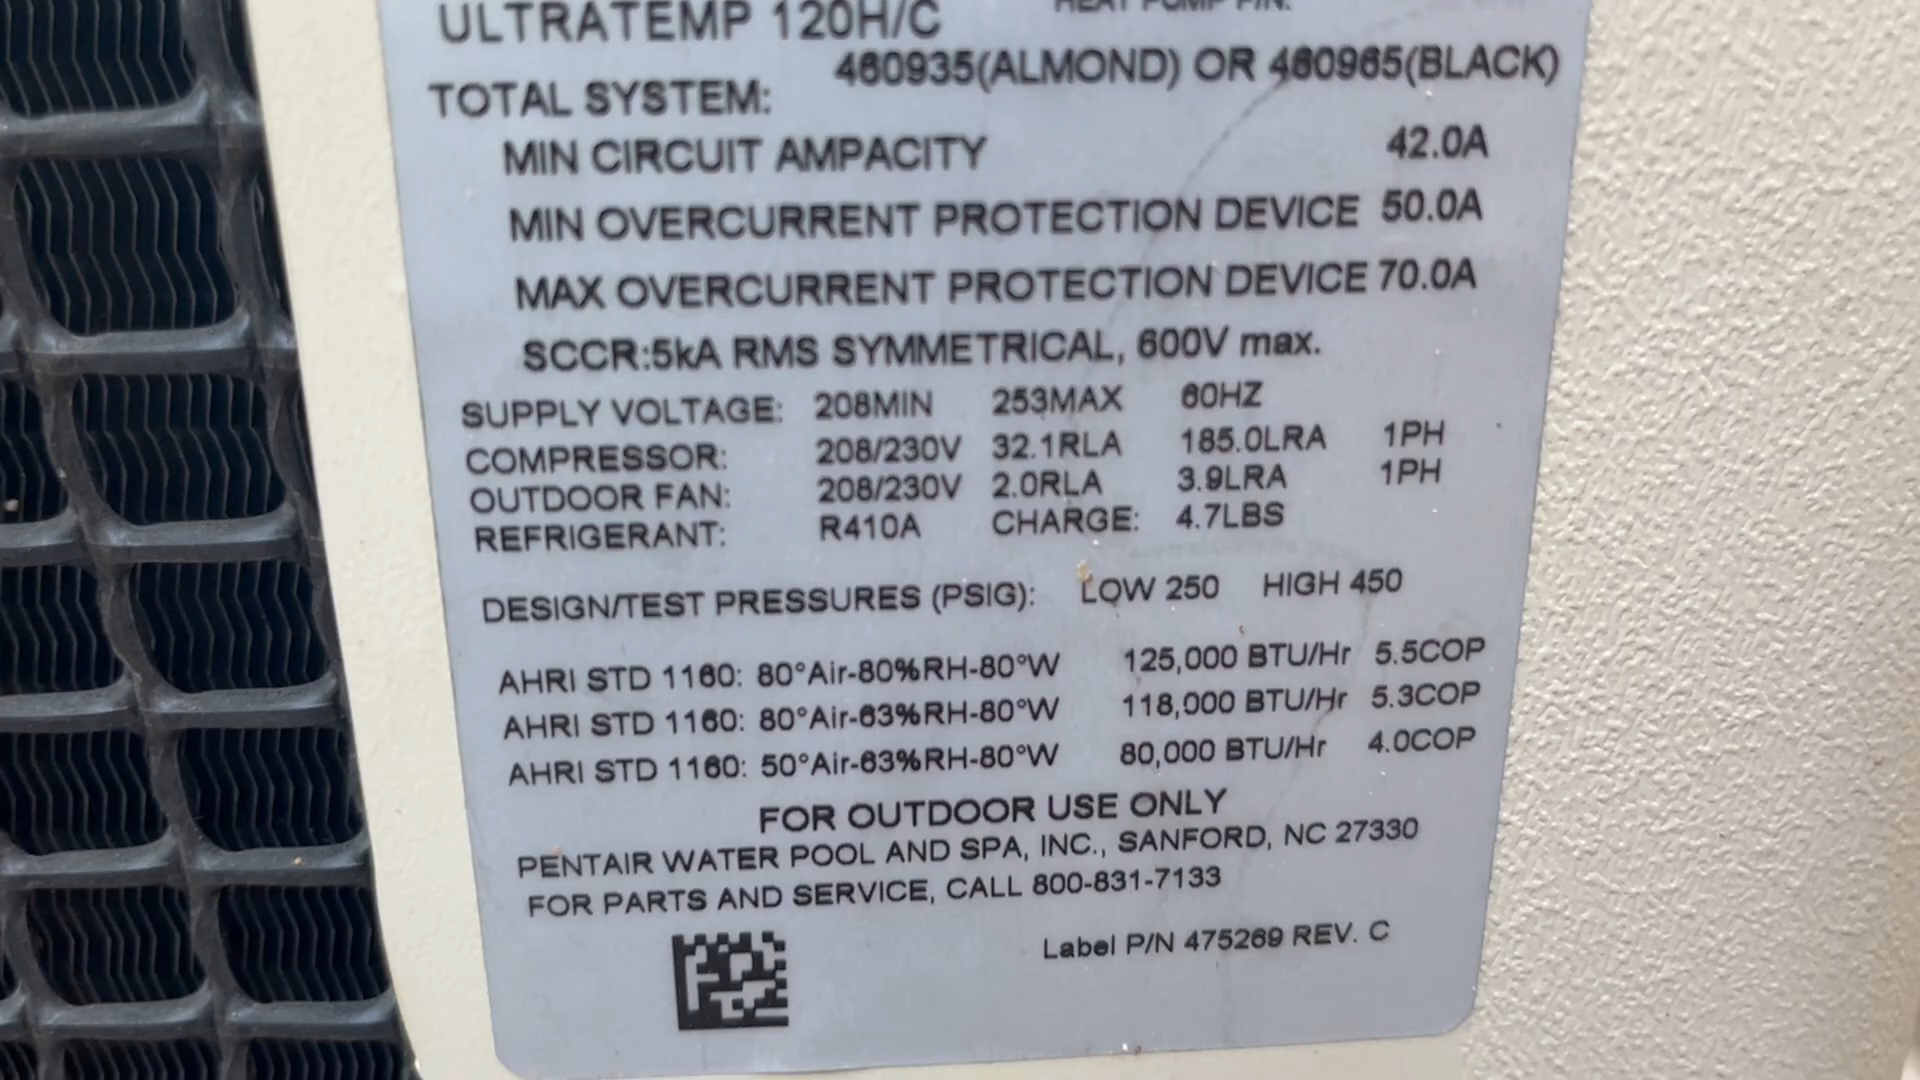 ULTRATEMP 120H/C HEAT PUMP P/N:
460935(ALMOND) OR 460965(BLACK)
TOTAL SYSTEM:
MIN CIRCUIT AMPACITY 42.0A
MIN OVERCURRENT PROTECTION DEVICE 50.0A
MAX OVERCURRENT PROTECTION DEVICE 70.0A
SCCR:5kA RMS SYMMETRICAL, 600V max.
SUPPLY VOLTAGE: 208MIN 253MAX 60HZ
COMPRESSOR: 208/230V 32.1RLA 185.0LRA 1PH
OUTDOOR FAN: 208/230V 2.0RLA 3.9LRA 1PH
REFRIGERANT: R410A CHARGE: 4.7LBS
DESIGN/TEST PRESSURES (PSIG): LOW 250 HIGH 450
AHRI STD 1160: 80°Air-80%RH-80°W 125,000 BTU/Hr 5.5COP
AHRI STD 1160: 80°Air-63%RH-80°W 118,000 BTU/Hr 5.3COP
AHRI STD 1160: 50°Air-63%RH-80°W 80,000 BTU/Hr 4.0COP
FOR OUTDOOR USE ONLY
PENTAIR WATER POOL AND SPA, INC., SANFORD, NC 27330
FOR PARTS AND SERVICE, CALL 800-831-7133
Label P/N 475269 REV. C